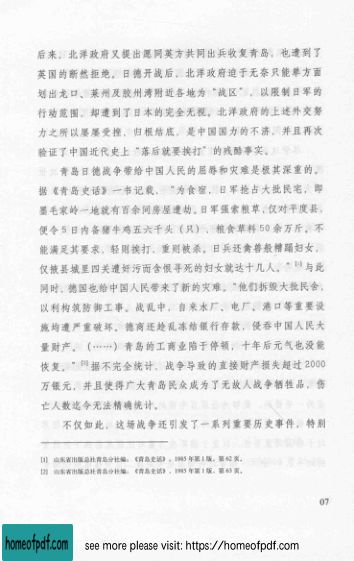 后来，北洋政府又提出愿同英方共同出兵收复青岛，也遭到了
英国的断然拒绝。日德开战后，北洋政府迫于无奈只能单方面
划出龙口、莱州及胶州湾附近各地为“战区”，以限制日军的
行动范围，却遭到了日本的完全无视。北洋政府的上述外交努
力之所以屡屡受挫，归根结底，是中国国力的不济，并且再次
验证了中国近代史上“落后就要挨打”的残酷事实。
青岛日德战争带给中国人民的屈辱和灾难是极其深重的。
据《青岛史话》一书记载，“为食宿，日军抢占大批民宅，即
墨毛家岭一地就有百余间房屋遭劫。日军强索粮草，仅对平度县，
便令5日内备猪牛鸡五六千头（只），粮食草料50余万斤。不
能满足其要求，轻则挨打，重则被杀。日兵还禽兽般糟蹋妇女，
仅掖县城里四关遭奸污而含恨寻死的妇女就达十几人。”[1]与此
同时，德国也给中国人民带来了新的灾难。“他们拆毁大批民舍，
以利构筑防御工事。战乱中，自来水厂、电厂、港口等重要设
施均遭严重破坏。德商还趁乱冻结银行存款，侵吞中国人民大
量财产。（……）青岛的工商业陷于停顿，十年后元气也没能
恢复。”[2]据不完全统计，战争导致的直接财产损失超过2000
万银元，并且使得广大青岛民众成为了无故人战争牺牲品，伤
亡人数迄今无法精确统计。
不仅如此，这场战争还引发了一系列重要历史事件，特别
[1] 山东省出版总社青岛分社编：《青岛史话》，1985年第1版，第62页。
[2] 山东省出版总社青岛分社编：《青岛史话》，1985年第1版，第63页。
07
homeofpdf.com
see more please visit: https://homeofpdf.com